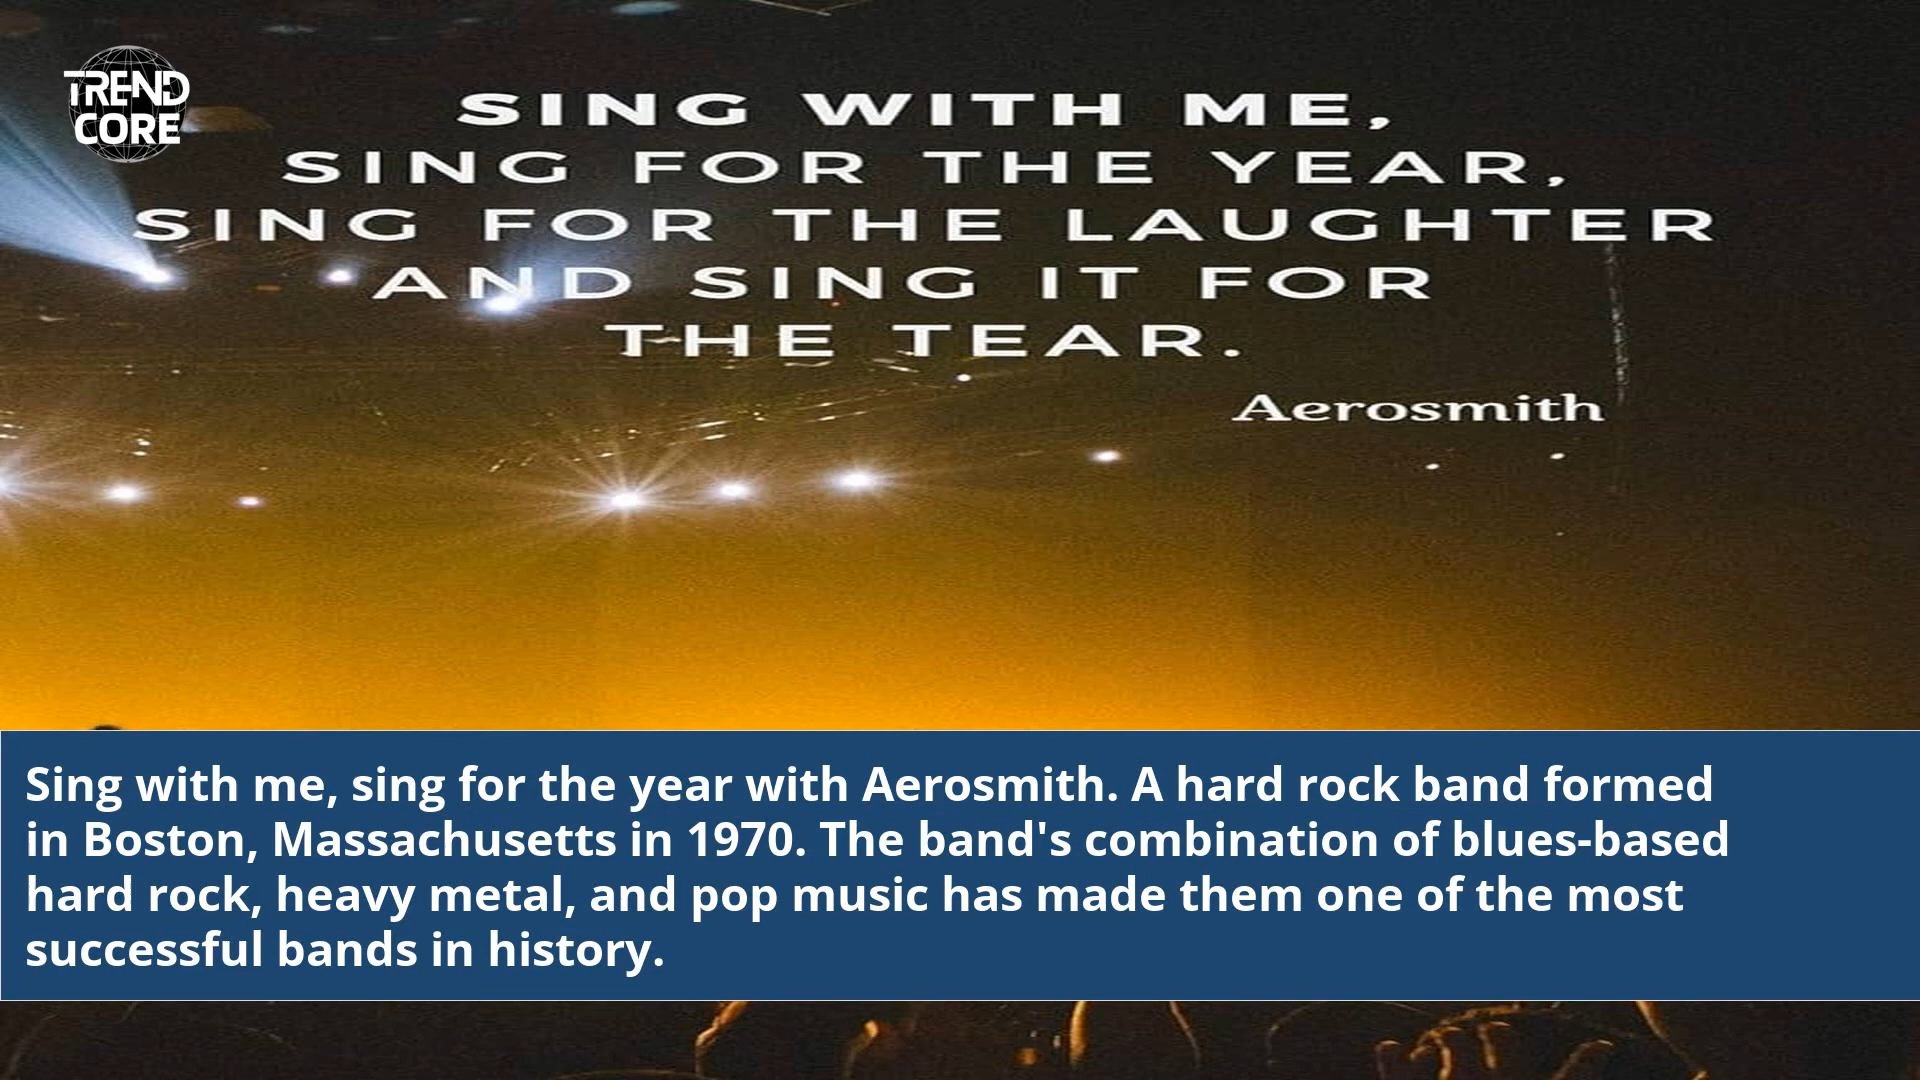 TREND
CORE
SING WITH ME,
SING FOR THE YEAR,
SING FOR THE LAUGHTER
AND SING IT FOR
THE TEAR.
Aerosmith
Sing with me, sing for the year with Aerosmith. A hard rock band formed
in Boston, Massachusetts in 1970. The band's combination of blues-based
hard rock, heavy metal, and pop music has made them one of the most
successful bands in history.